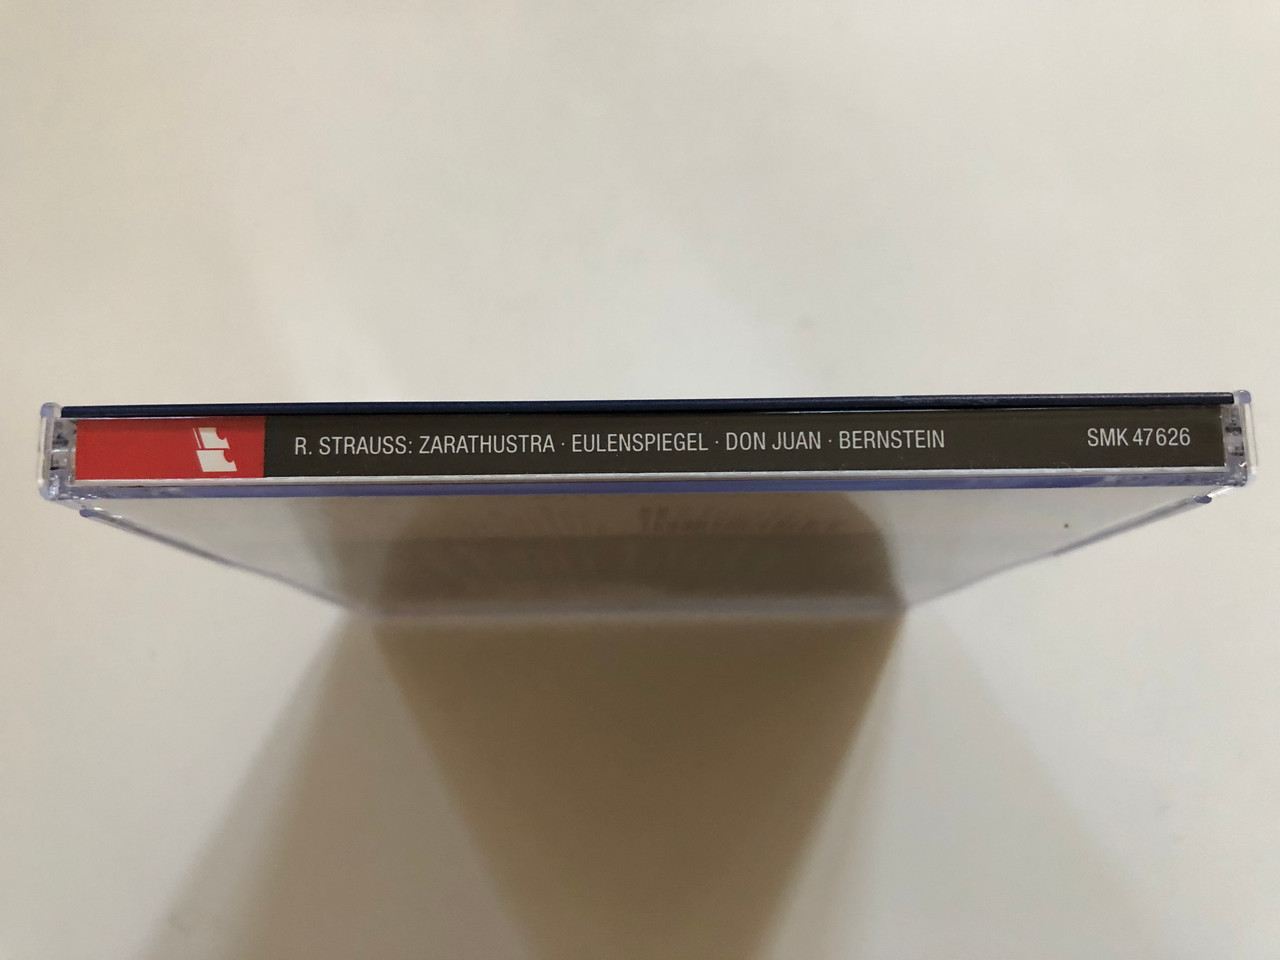 R. STRAUSS: ZARATHUSTRA · EULENSPIEGEL · DON JUAN · BERNSTEIN SMK 47626